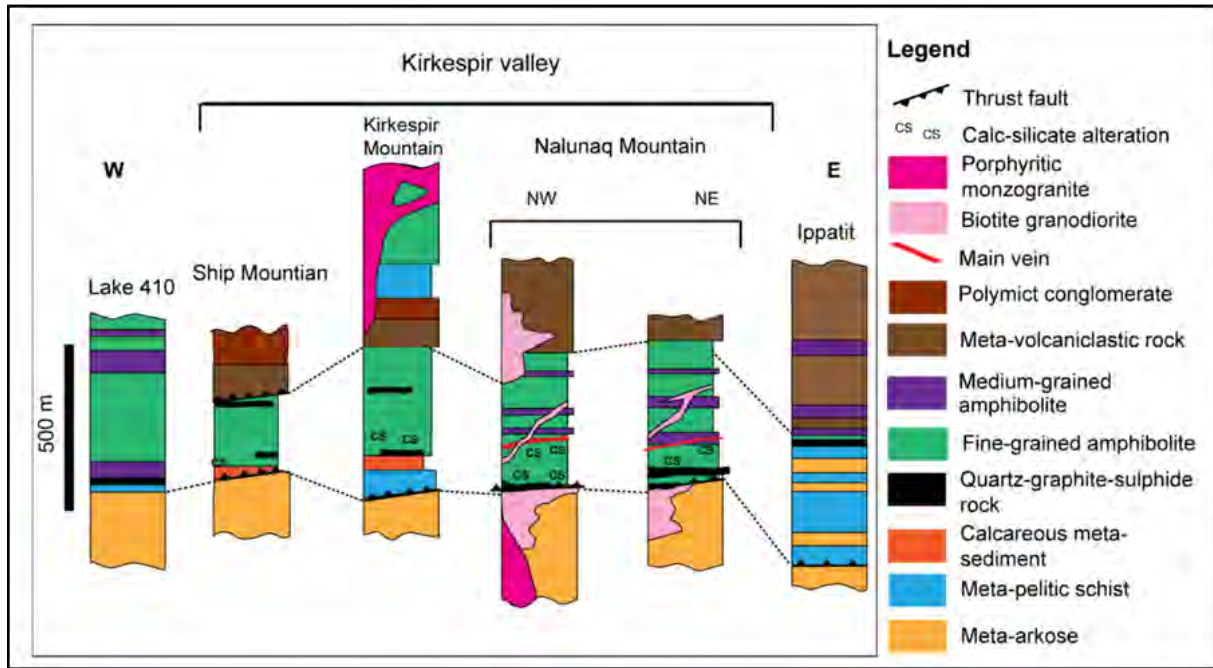 Kirkespir valley
W
Kirkespir
Mountain
Nalunaq Mountain
E
NW
NE
Lake 410
Ship Mountian
Ippatit
500 m
CS
CS
CS
CS
CS
CS
CS
CS
CS
Legend
Thrust fault
CS CS
Calc-silicate alteration
Porphyritic
monzogranite
Biotite granodiorite
Main vein
Polymict conglomerate
Meta-volcaniclastic rock
Medium-grained
amphibolite
Fine-grained amphibolite
Quartz-graphite-sulphide
rock
Calcareous meta-
sediment
Meta-pelitic schist
Meta-arkose